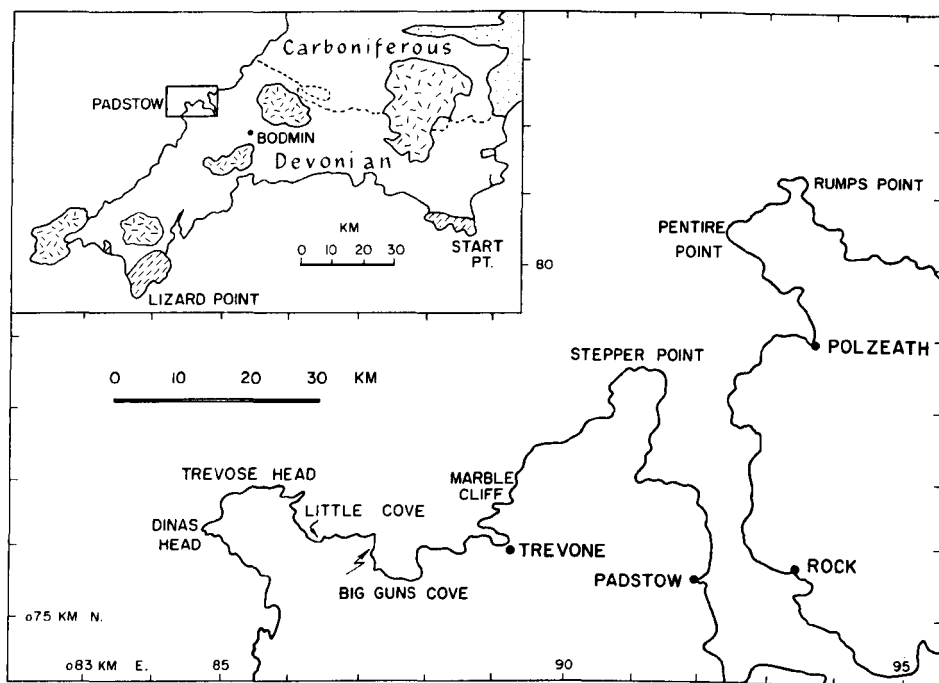 Carboniferous
PADSTOW
BODMIN
Devonian
KM
0 10 20 30
START
PT.
LIZARD POINT
80
RUMPS POINT
PENTIRE
POINT
POLZEATH
STEPPER POINT
0 10 20 30 KM
MARBLE
CLIFF
TREVOSE HEAD
LITTLE COVE
DINAS
HEAD
TREVONE
BIG GUNS COVE
PADSTOW
ROCK
075 KM N.
083 KM E. 85 90 95